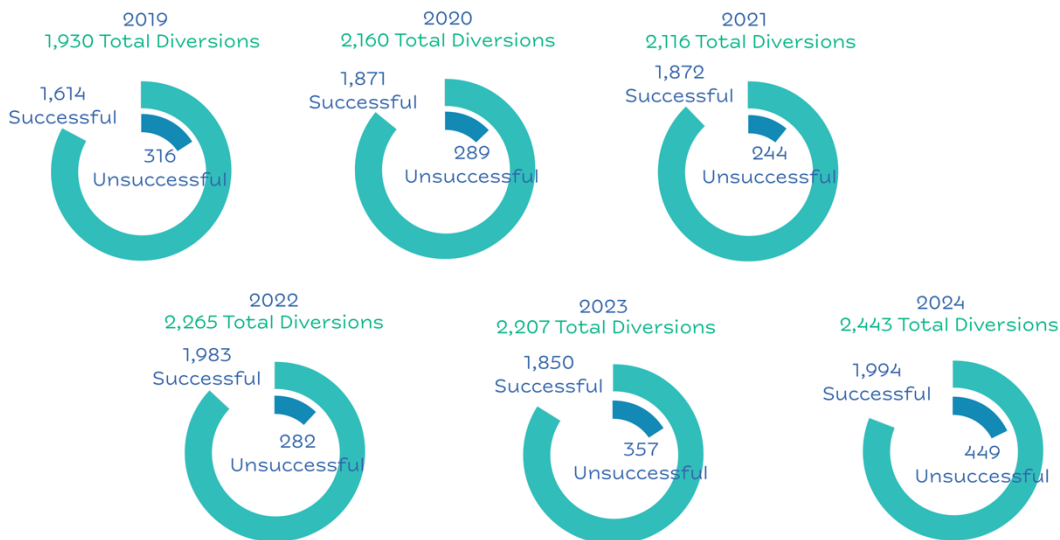 2019
1,930 Total Diversions
1,614
Successful
316
Unsuccessful
2020
2,160 Total Diversions
1,871
Successful
289
Unsuccessful
2021
2,116 Total Diversions
1,872
Successful
244
Unsuccessful
2022
2,265 Total Diversions
1,983
Successful
282
Unsuccessful
2023
2,207 Total Diversions
1,850
Successful
357
Unsuccessful
2024
2,443 Total Diversions
1,994
Successful
449
Unsuccessful